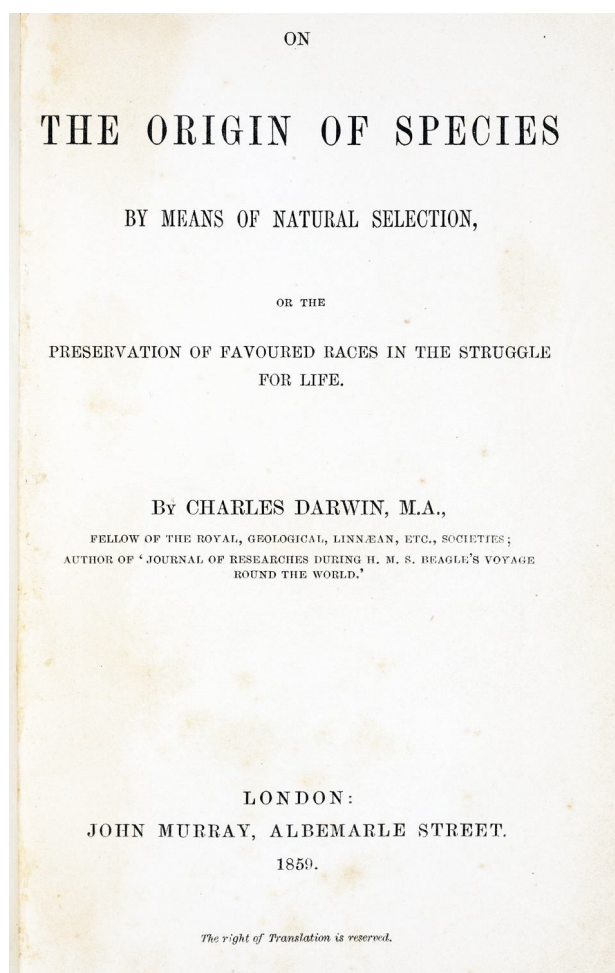 ON
THE ORIGIN OF SPECIES
BY MEANS OF NATURAL SELECTION,
OR THE
PRESERVATION OF FAVOURED RACES IN THE STRUGGLE
FOR LIFE.
BY CHARLES DARWIN, M.A.,
FELLOW OF THE ROYAL, GEOLOGICAL, LINNÆAN, ETC., SOCIETIES;
AUTHOR OF ‘JOURNAL OF RESEARCHES DURING H. M. S. BEAGLE’S VOYAGE
ROUND THE WORLD.’
LONDON:
JOHN MURRAY, ALBEMARLE STREET.
1859.
The right of Translation is reserved.